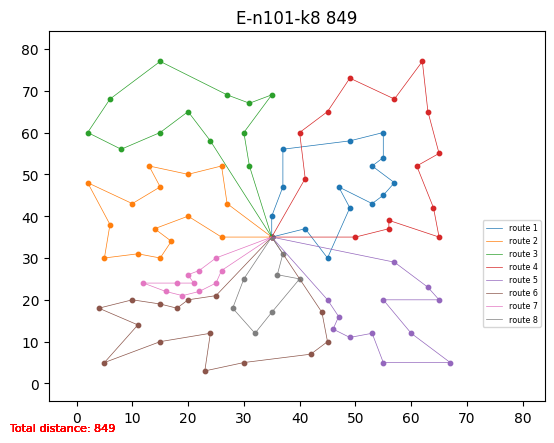 E-n101-k8 849
80
70
60
50
40
30
20
10
0
route 1
route 2
route 3
route 4
route 5
route 6
route 7
route 8
0 10 20 30 40 50 60 70 80
Total distance: 849